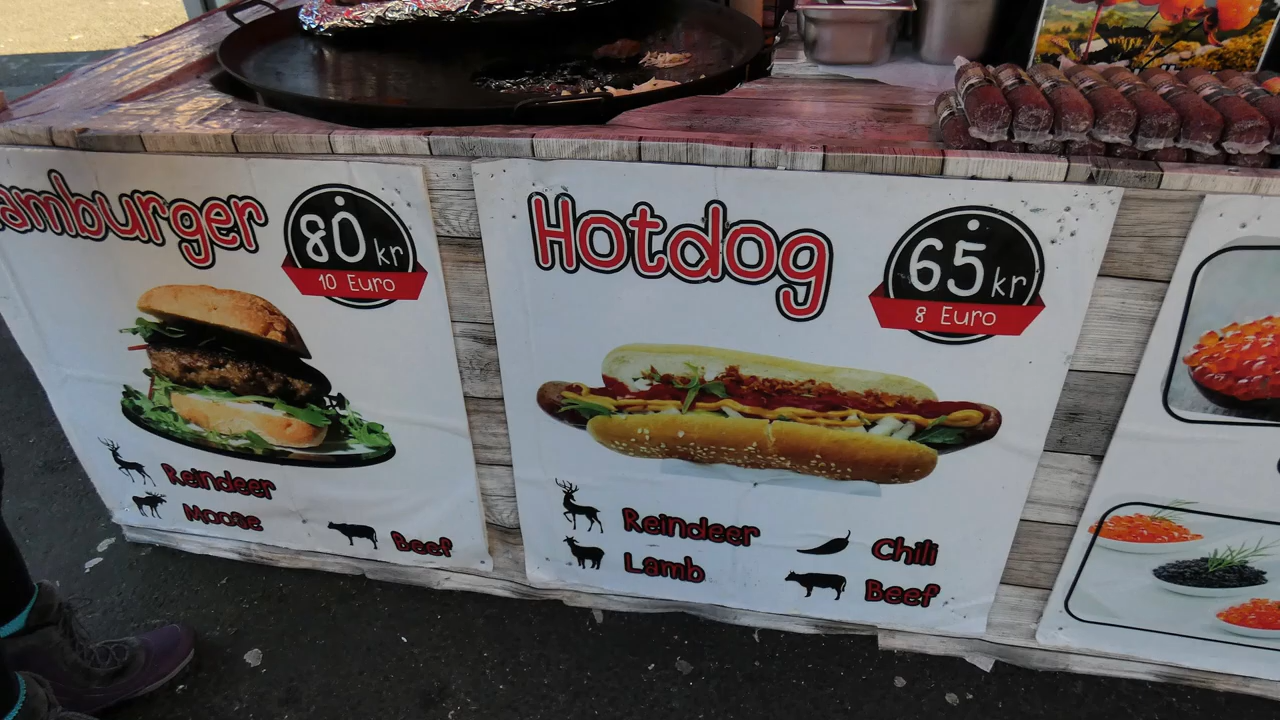 amburger
80 kr
10 Euro
Reindeer
Moose
Beef
Hotdog
65 kr
8 Euro
Reindeer
Lamb
Chili
Beef